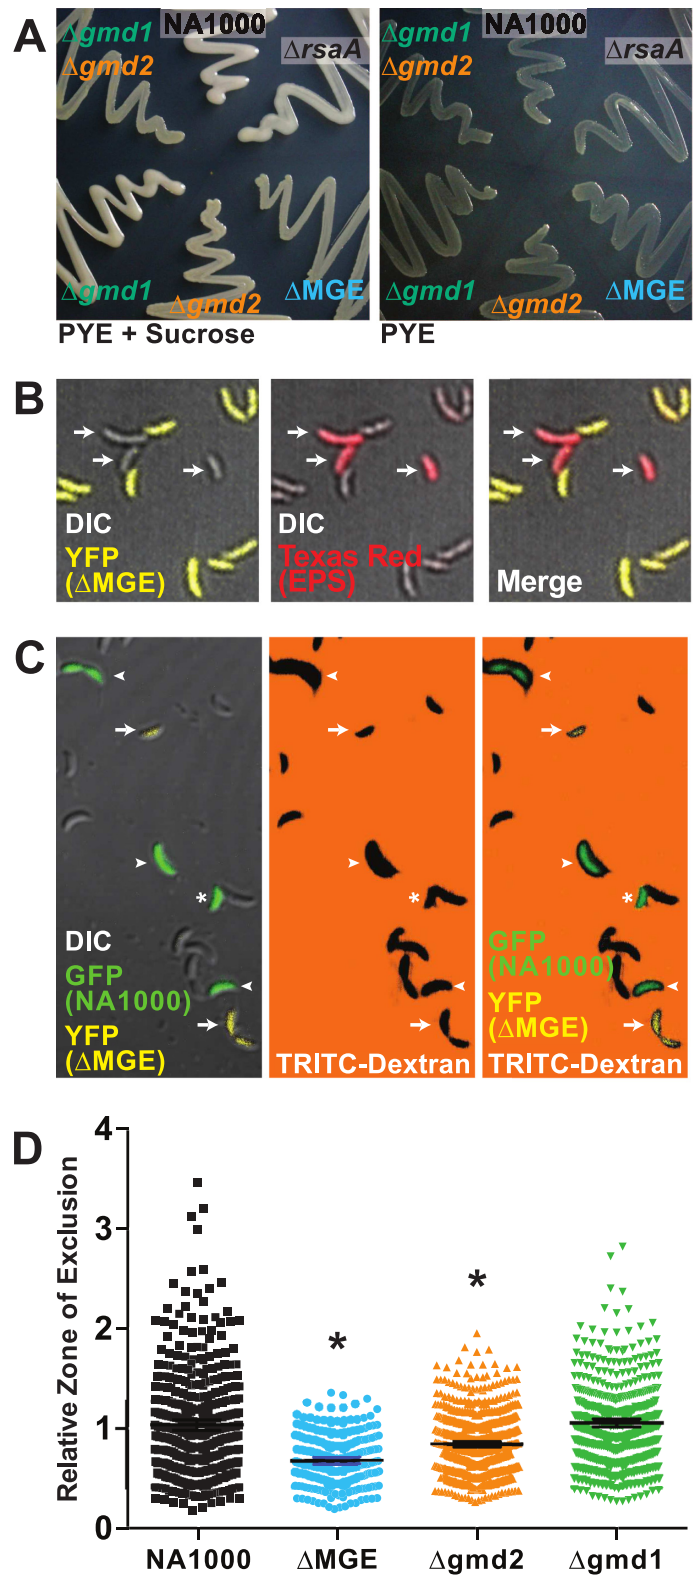 A
Δgmd1
Δgmd2
NA1000
ΔrsaA
Δgmd1
Δgmd2
ΔMGE
PYE + Sucrose
Δgmd1
Δgmd2
NA1000
ΔrsaA
Δgmd1
Δgmd2
ΔMGE
PYE
B
DIC
YFP
(ΔMGE)
DIC
Texas Red
(EPS)
Merge
C
*
DIC
GFP
(NA1000)
YFP
(ΔMGE)
*
TRITC-Dextran
*
GFP
(NA1000)
YFP
(ΔMGE)
TRITC-Dextran
D
Relative Zone of Exclusion
4
3
2
1
0
*
*
NA1000
ΔMGE
Δgmd2
Δgmd1